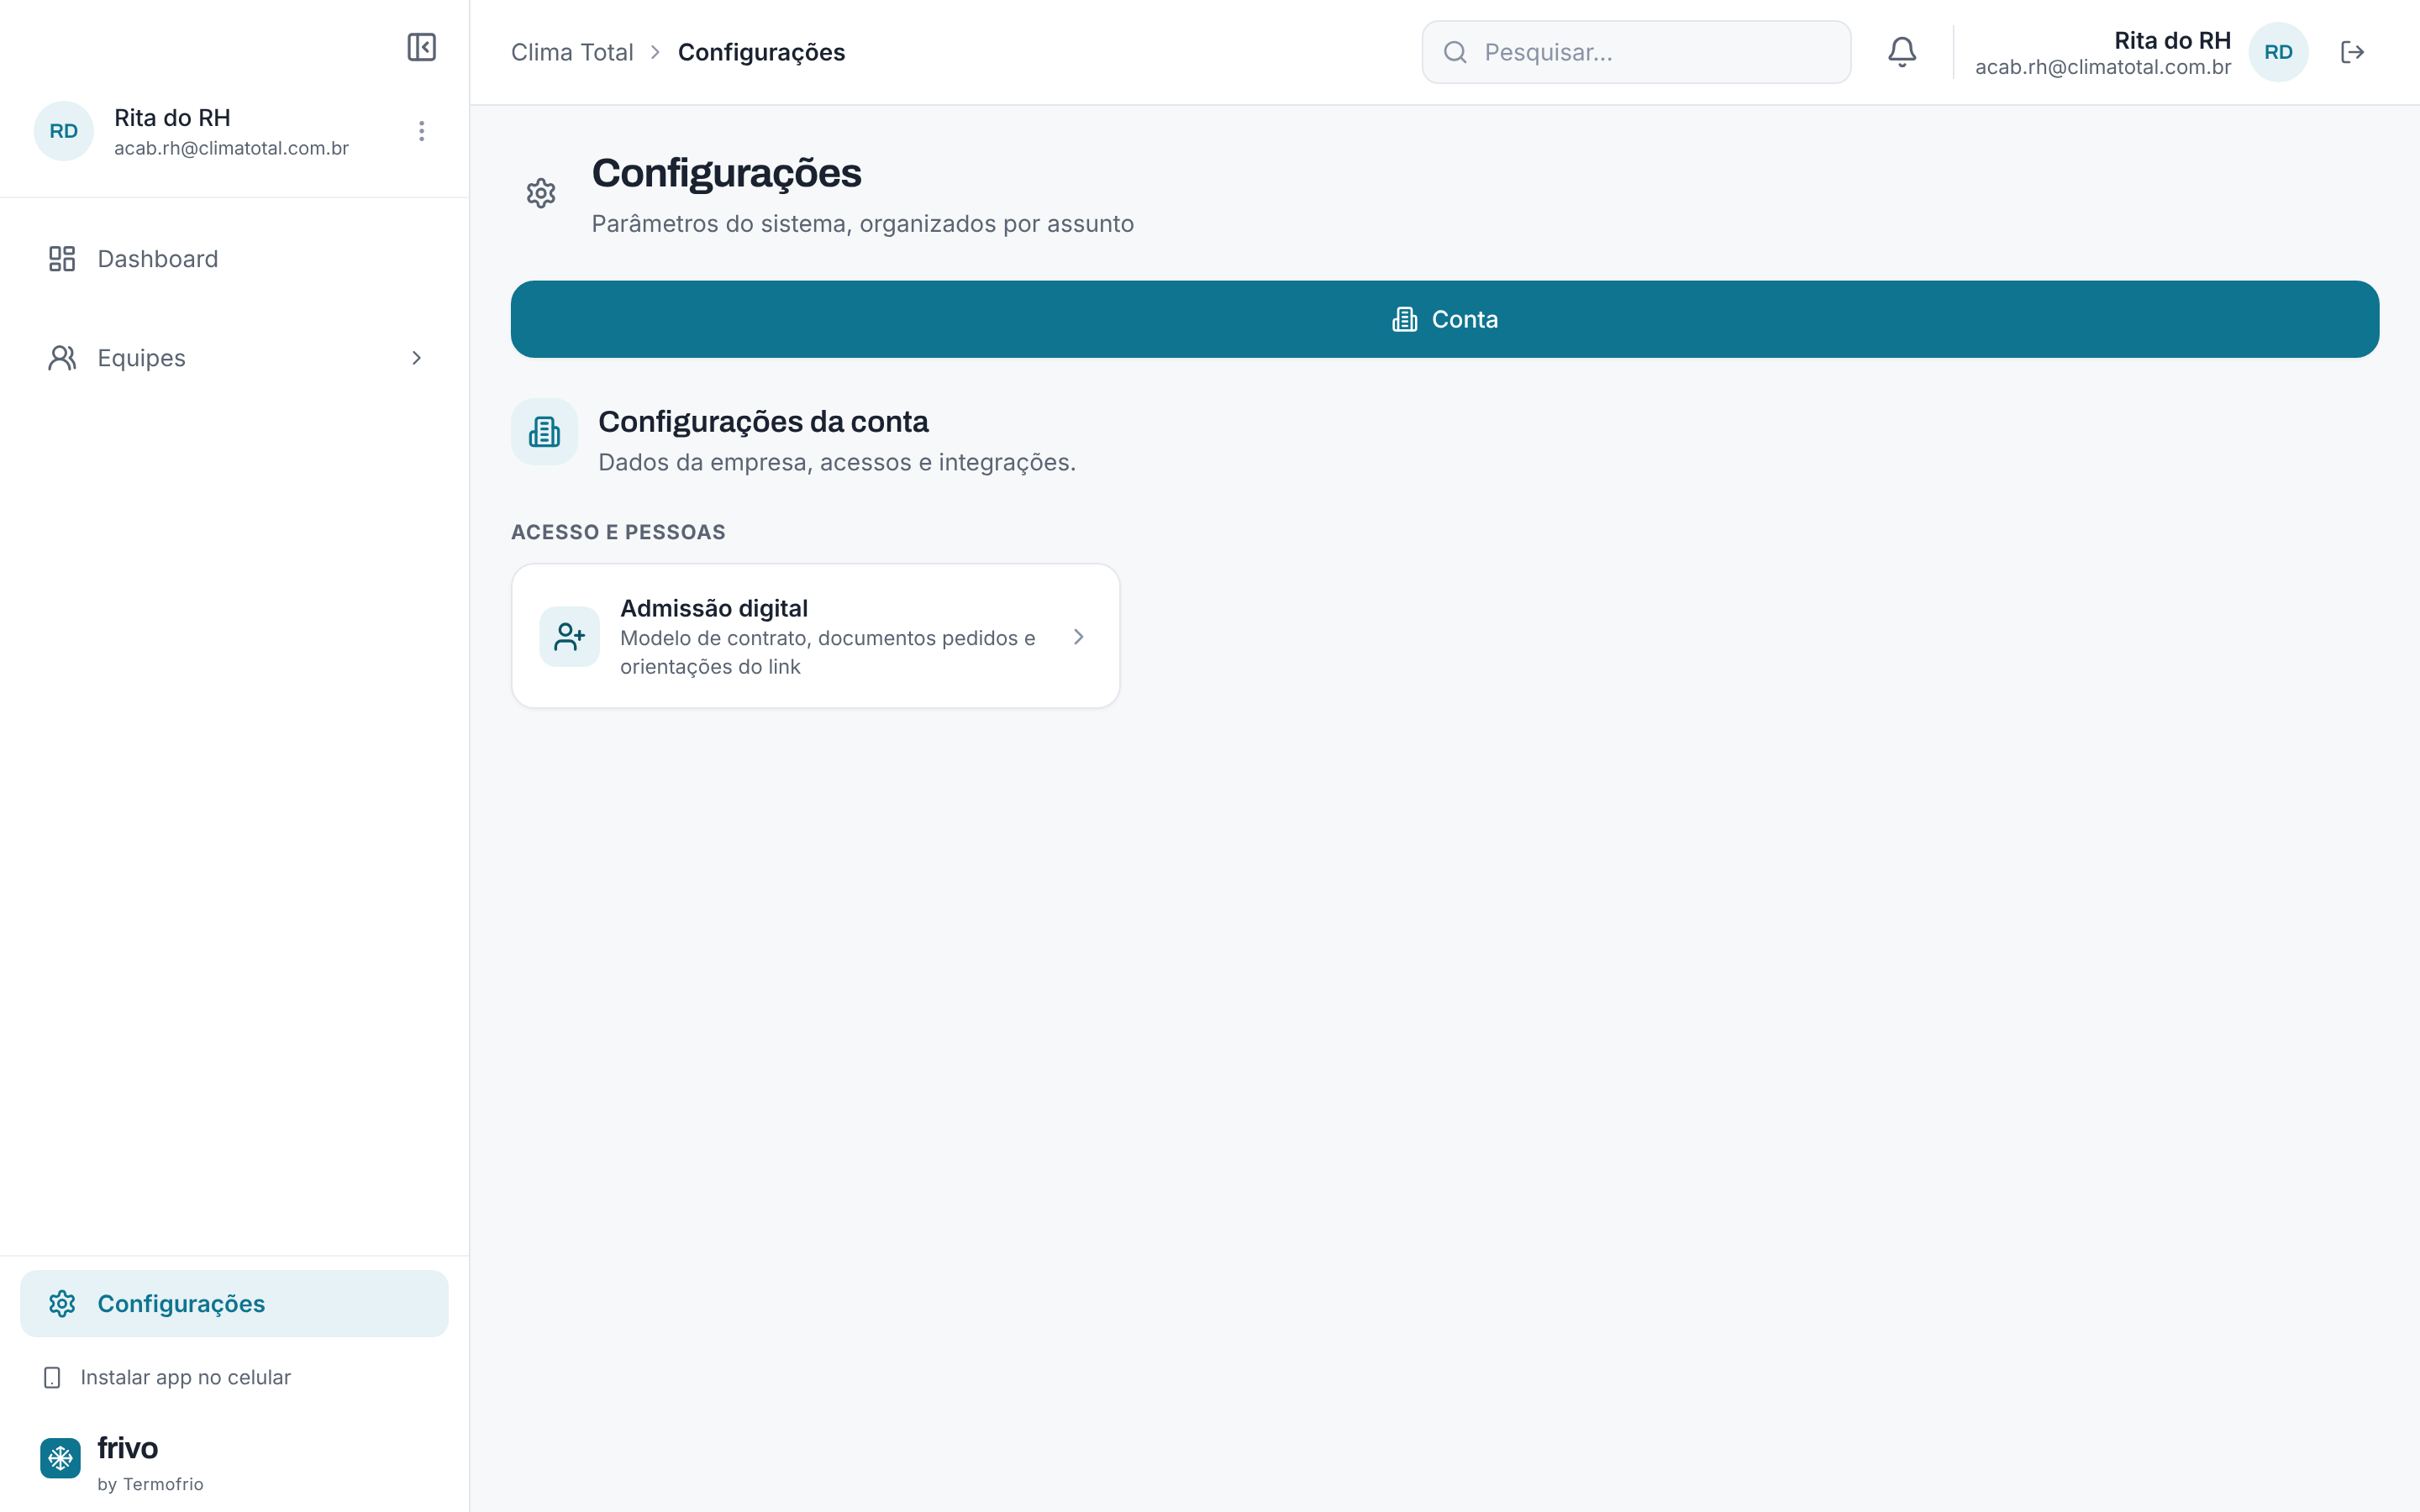 Clima Total
Configurações
Pesquisar...
Rita do RH
acab.rh@climatotal.com.br
RD
RD
Rita do RH
acab.rh@climatotal.com.br
Dashboard
Equipes
Configurações
Parâmetros do sistema, organizados por assunto
Conta
Configurações da conta
Dados da empresa, acessos e integrações.
ACESSO E PESSOAS
Admissão digital
Modelo de contrato, documentos pedidos e
orientações do link
Configurações
Instalar app no celular
frivo
by Termofrio